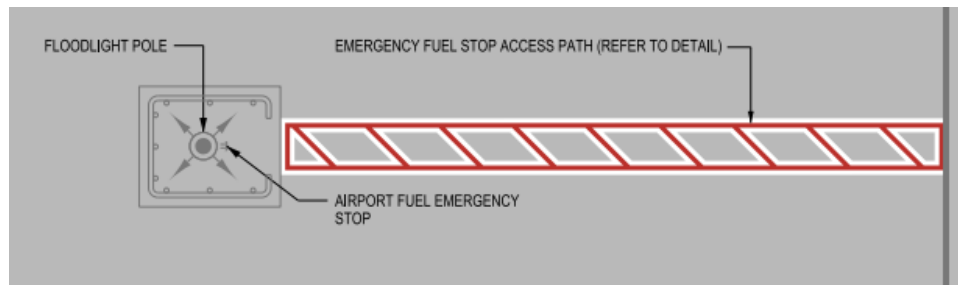 FLOODLIGHT POLE
EMERGENCY FUEL STOP ACCESS PATH (REFER TO DETAIL)
AIRPORT FUEL EMERGENCY
STOP